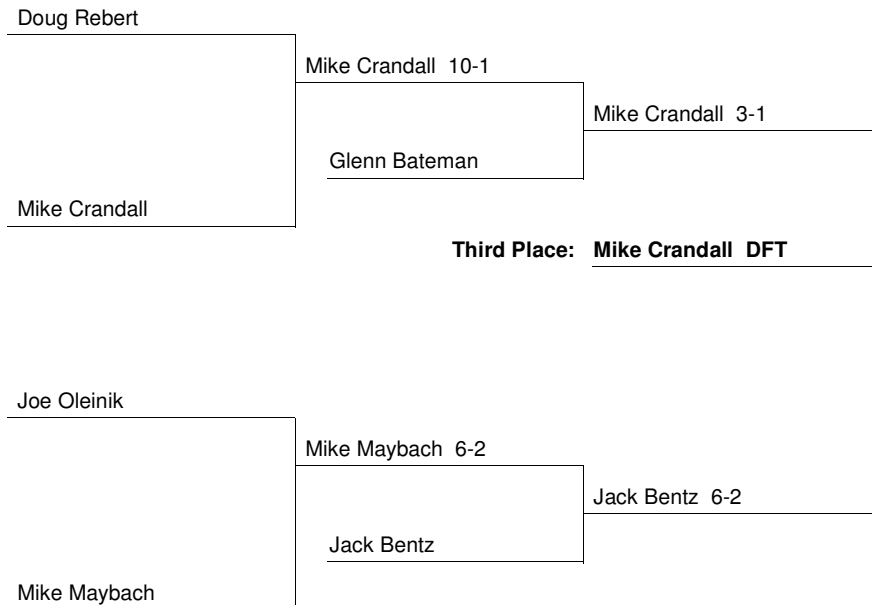 Doug Rebert
Mike Crandall 10-1
Mike Crandall 3-1
Glenn Bateman
Mike Crandall
Third Place: Mike Crandall DFT
Joe Oleinik
Mike Maybach 6-2
Jack Bentz 6-2
Jack Bentz
Mike Maybach